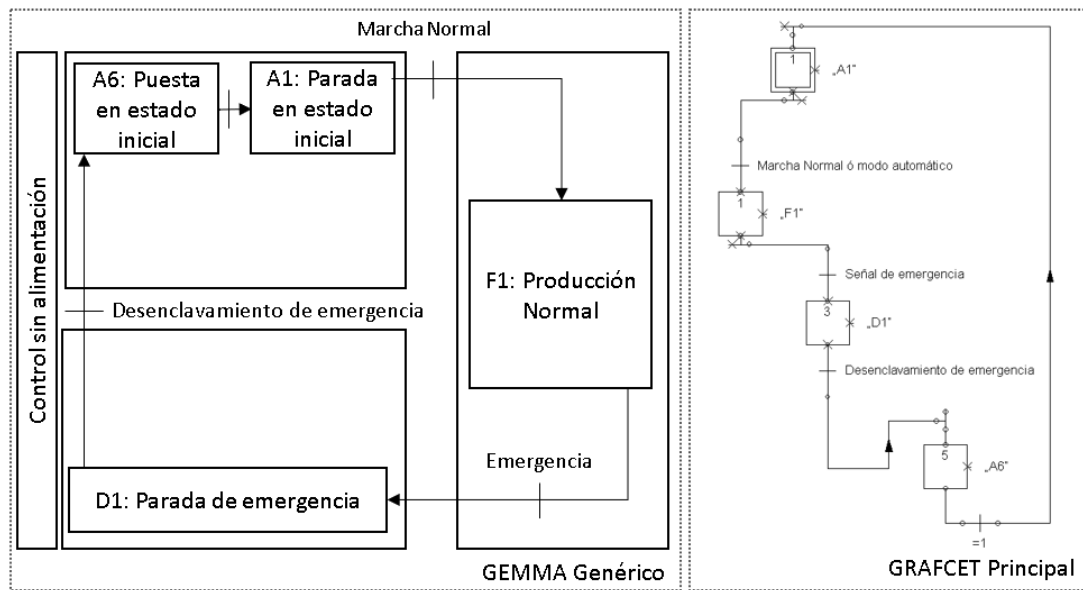 Marcha Normal
A6: Puesta
en estado
inicial
A1: Parada
en estado
inicial
Control sin alimentación
F1: Producción
Normal
Desenclavamiento de emergencia
Emergencia
D1: Parada de emergencia
GEMMA Genérico
1
„A1“
Marcha Normal ó modo automático
1
„F1“
Señal de emergencia
3
„D1“
Desenclavamiento de emergencia
5
„A6“
=1
GRAFCET Principal